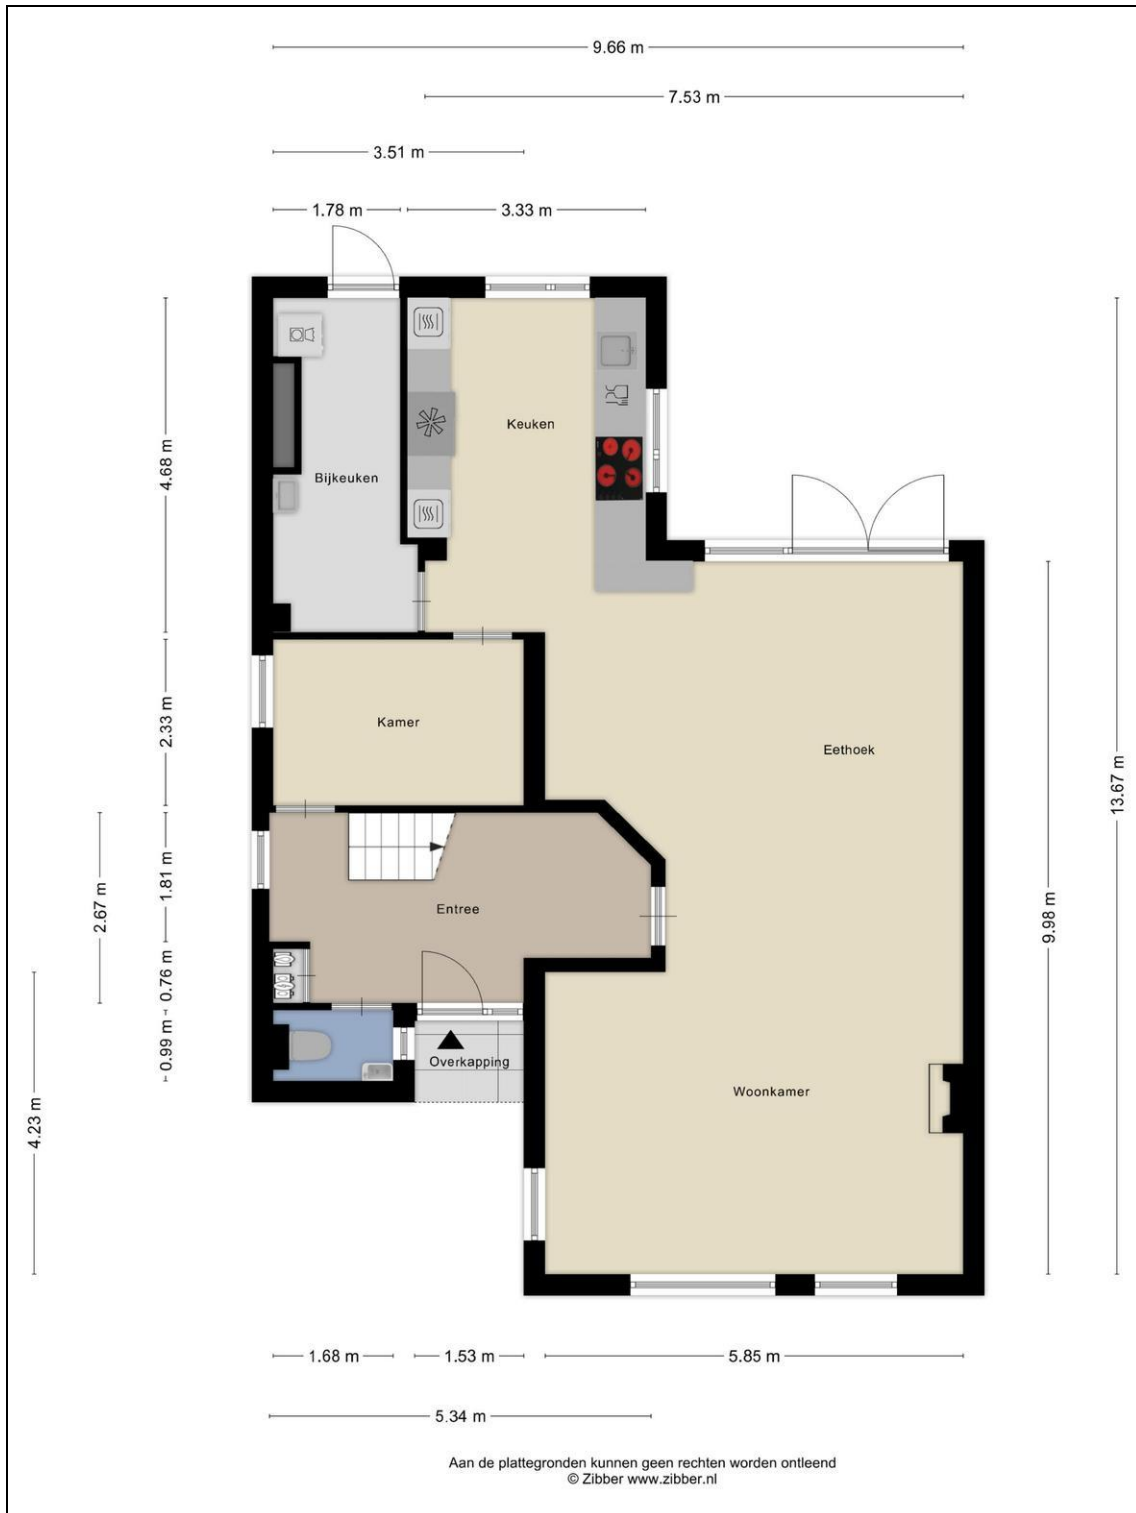 9.66 m
7.53 m
3.51 m
1.78 m
3.33 m
Keuken
4.68 m
Bijkeuken
2.33 m
Kamer
Eethoek
13.67 m
2.67 m
1.81 m
Entree
9.98 m
0.76 m
0.99 m
Overkapping
4.23 m
Woonkamer
1.68 m
1.53 m
5.85 m
5.34 m
Aan de plattegronden kunnen geen rechten worden ontleend
© Zibber www.zibber.nl